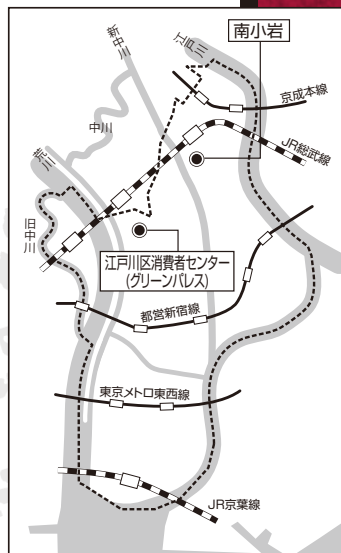 南小岩
新中川
江戸川
京成本線
中川
JR総武線
荒川
旧中川
江戸川区消費者センター
(グリーンパレス)
都営新宿線
東京メトロ東西線
JR京葉線